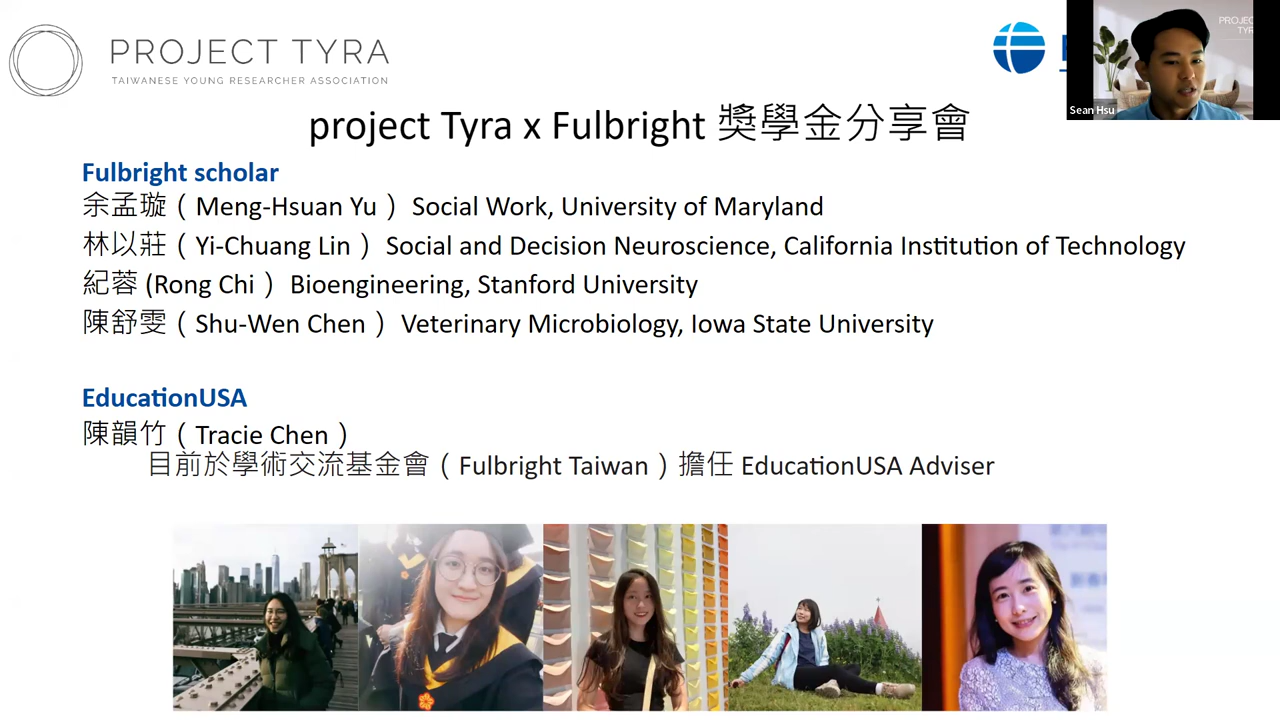 PROJECT TYRA
TAIWANESE YOUNG RESEARCHER ASSOCIATION
PROJEC
TYR
Sean Hsu
project Tyra x Fulbright 獎學金分享會
Fulbright scholar
余孟璇（Meng-Hsuan Yu ）Social Work, University of Maryland
林以莊（Yi-Chuang Lin ）Social and Decision Neuroscience, California Institution of Technology
紀蓉 (Rong Chi ）Bioengineering, Stanford University
陳舒雯（Shu-Wen Chen ）Veterinary Microbiology, Iowa State University
EducationUSA
陳韻竹（Tracie Chen ）
目前於學術交流基金會（Fulbright Taiwan）擔任 EducationUSA Adviser